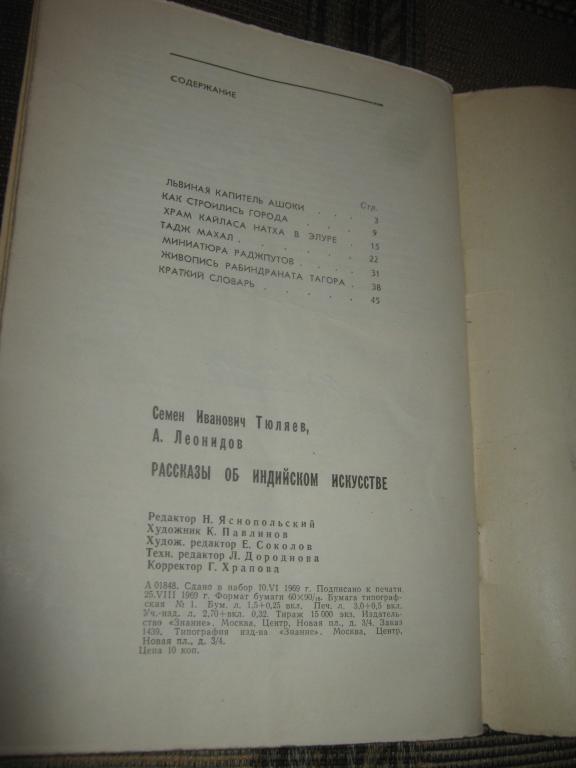 СОДЕРЖАНИЕ
Стр.
ЛЬВИНАЯ КАПИТЕЛЬ АШОКИ . . . 3
КАК СТРОИЛИСЬ ГОРОДА . . . . 9
ХРАМ КАЙЛАСА НАТХА В ЭЛУРЕ . 15
ТАДЖ МАХАЛ . . . . . . 22
МИНИАТЮРА РАДЖПУТОВ . . . 31
ЖИВОПИСЬ РАБИНДРАНАТА ТАГОРА . 38
КРАТКИЙ СЛОВАРЬ . . . . . 45
Семен Иванович Тюляев,
А. Леонидов
РАССКАЗЫ ОБ ИНДИЙСКОМ ИСКУССТВЕ
Редактор Н. Яснопольский
Художник К. Павлинов
Худож. редактор Е. Соколов
Техн. редактор Л. Дороднова
Корректор Г. Храпова
А 01848. Сдано в набор 10.VI 1969 г. Подписано к печати
25.VIII 1969 г. Формат бумаги 60×90/16. Бумага типограф-
ская № 1. Бум. л. 1,5+0,25 вкл. Печ. л. 3,0+0,5 вкл.
Уч.-изд. л. 2,70+вкл. 0,32. Тираж 15 000 экз. Издатель-
ство «Знание». Москва, Центр, Новая пл., д. 3/4. Заказ
1439. Типография изд-ва «Знание». Москва, Центр,
Новая пл., д. 3/4.
Цена 10 коп.